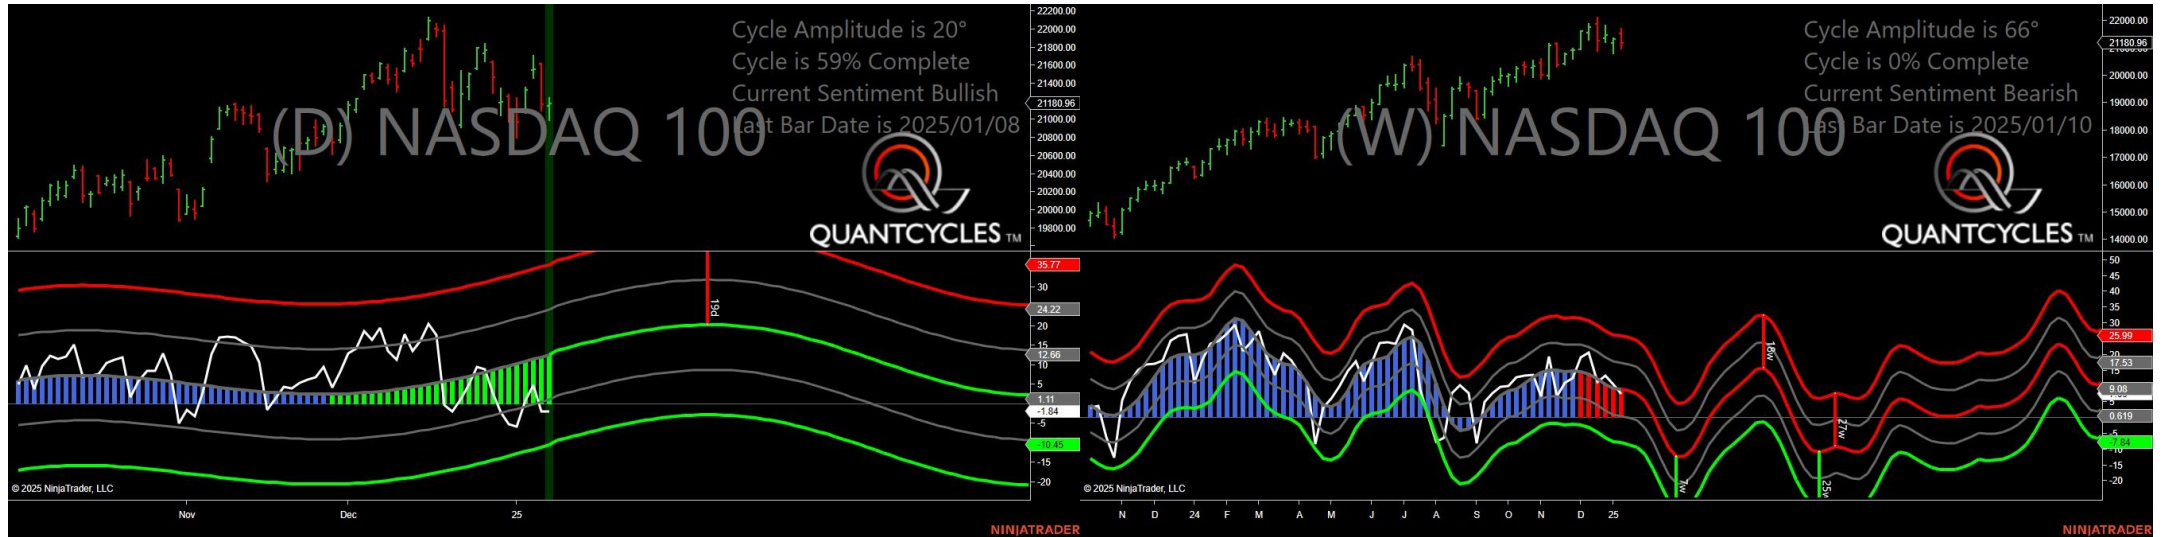 Cycle Amplitude is 20°
Cycle is 59% Complete
Current Sentiment Bullish
Last Bar Date is 2025/01/08
(D) NASDAQ 100
QUANTCYCLES TM
22200.00
22000.00
21800.00
21600.00
21400.00
21180.96
21000.00
20800.00
20600.00
20400.00
20200.00
20000.00
19800.00
35.77
30
24.22
20
15
12.66
10
5
1.11
-1.84
-5
-10.45
-15
-20
19d
© 2025 NinjaTrader, LLC
Nov Dec 25
NINJATRADER
Cycle Amplitude is 66°
Cycle is 0% Complete
Current Sentiment Bearish
Last Bar Date is 2025/01/10
(W) NASDAQ 100
QUANTCYCLES TM
22000.00
21180.96
20000.00
19000.00
18000.00
17000.00
16000.00
15000.00
14000.00
50
45
40
35
30
25.99
20
17.53
15
9.08
5
0.619
-5
-7.84
-10
-15
-20
18w
27w
7w
25w
© 2025 NinjaTrader, LLC
N D 24 F M A M J J A S O N D 25
NINJATRADER